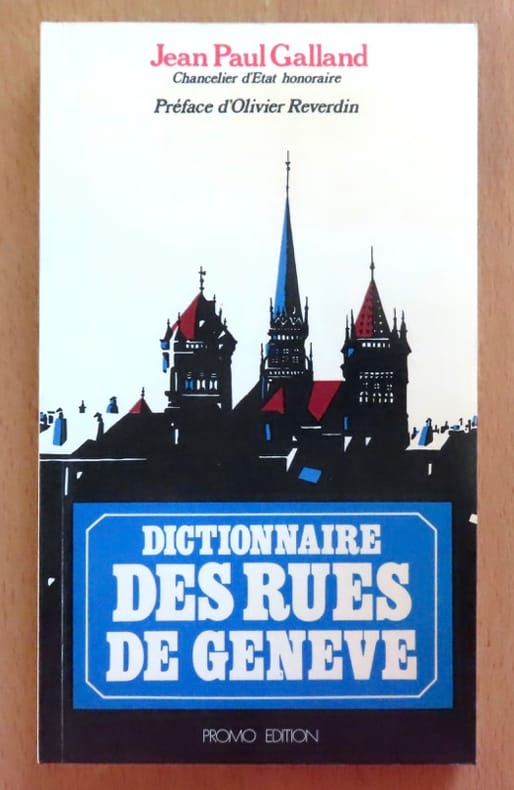 Jean Paul Galland
Chancelier d'Etat honoraire
Préface d'Olivier Reverdin
DICTIONNAIRE
DES RUES
DE GENEVE
PROMO EDITION